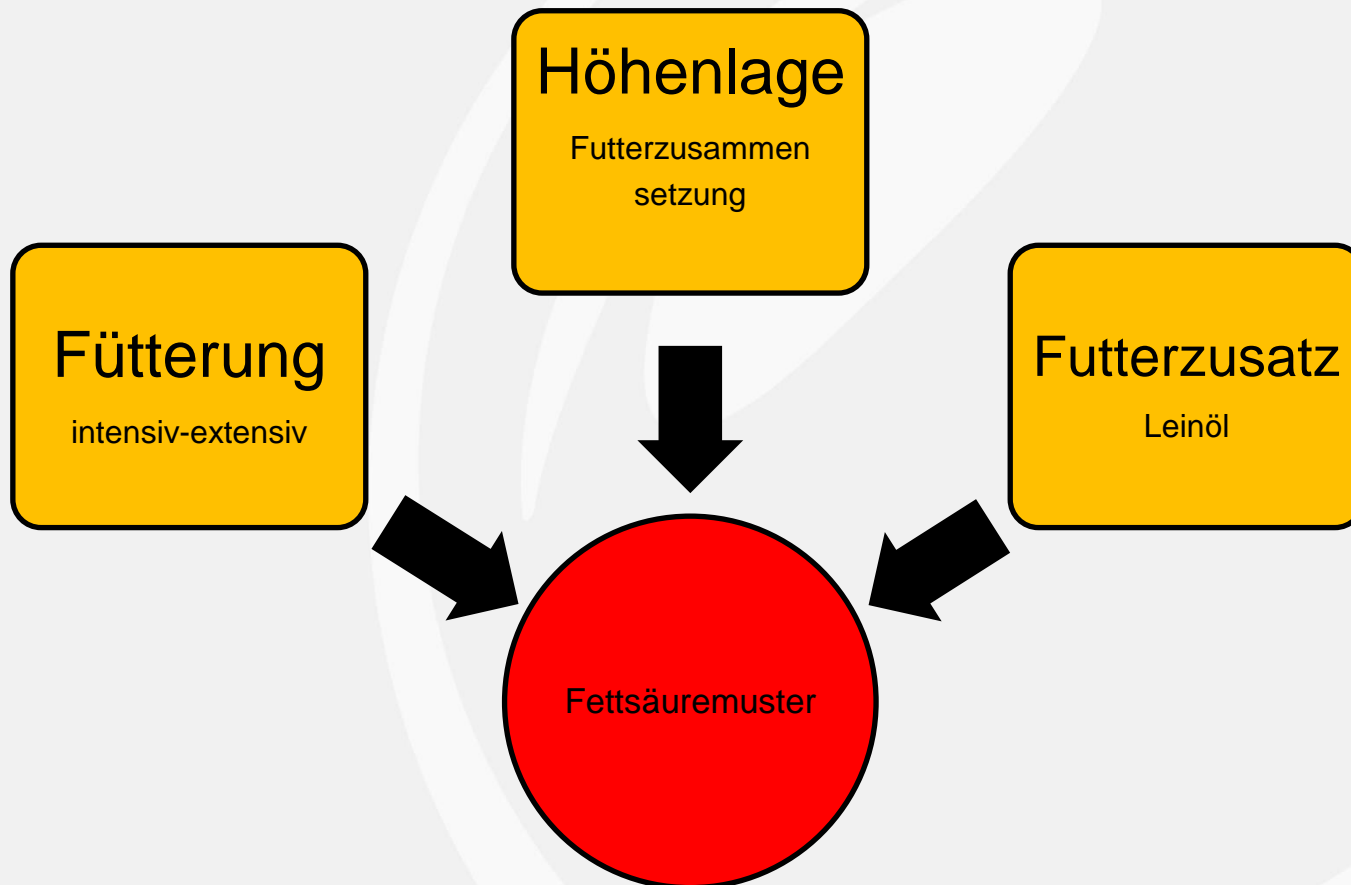 Höhenlage
Futterzusammen
setzung
Fütterung
intensiv-extensiv
Futterzusatz
Leinöl
Fettsäuremuster